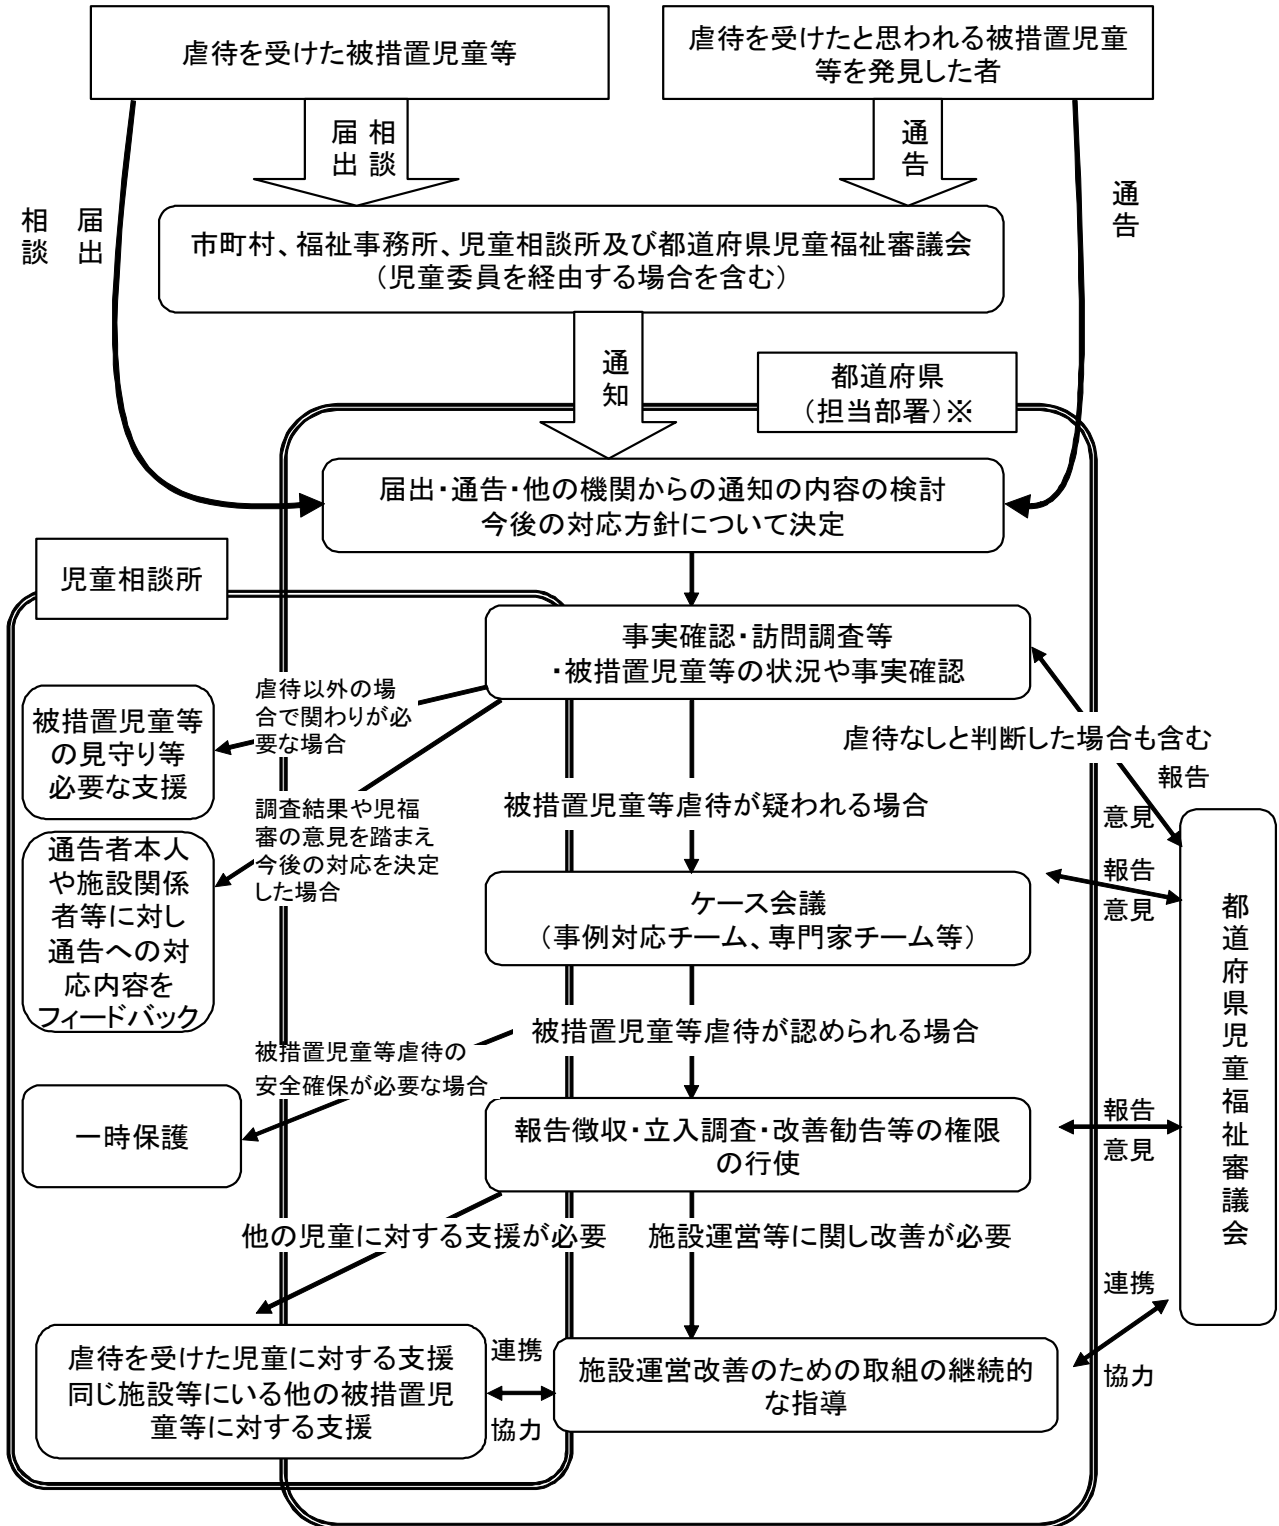 虐待を受けた被措置児童等
虐待を受けたと思われる被措置児童
等を発見した者
届出
相談
通告
相談
届出
通告
市町村、福祉事務所、児童相談所及び都道府県児童福祉審議会
（児童委員を経由する場合を含む）
通知
都道府県
（担当部署）※
届出・通告・他の機関からの通知の内容の検討
今後の対応方針について決定
児童相談所
事実確認・訪問調査等
・被措置児童等の状況や事実確認
虐待以外の場
合で関わりが必
要な場合
被措置児童等
の見守り等
必要な支援
虐待なしと判断した場合も含む
報告
意見
被措置児童等虐待が疑われる場合
調査結果や児福
審の意見を踏まえ
今後の対応を決定
した場合
通告者本人
や施設関係
者等に対し
通告への対
応内容を
フィードバック
ケース会議
（事例対応チーム、専門家チーム等）
報告
意見
都道府県児童福祉審議会
被措置児童等虐待が認められる場合
被措置児童等虐待の
安全確保が必要な場合
一時保護
報告徴収・立入調査・改善勧告等の権限
の行使
報告
意見
他の児童に対する支援が必要
施設運営等に関し改善が必要
連携
協力
虐待を受けた児童に対する支援
同じ施設等にいる他の被措置児
童等に対する支援
連携
協力
施設運営改善のための取組の継続的
な指導